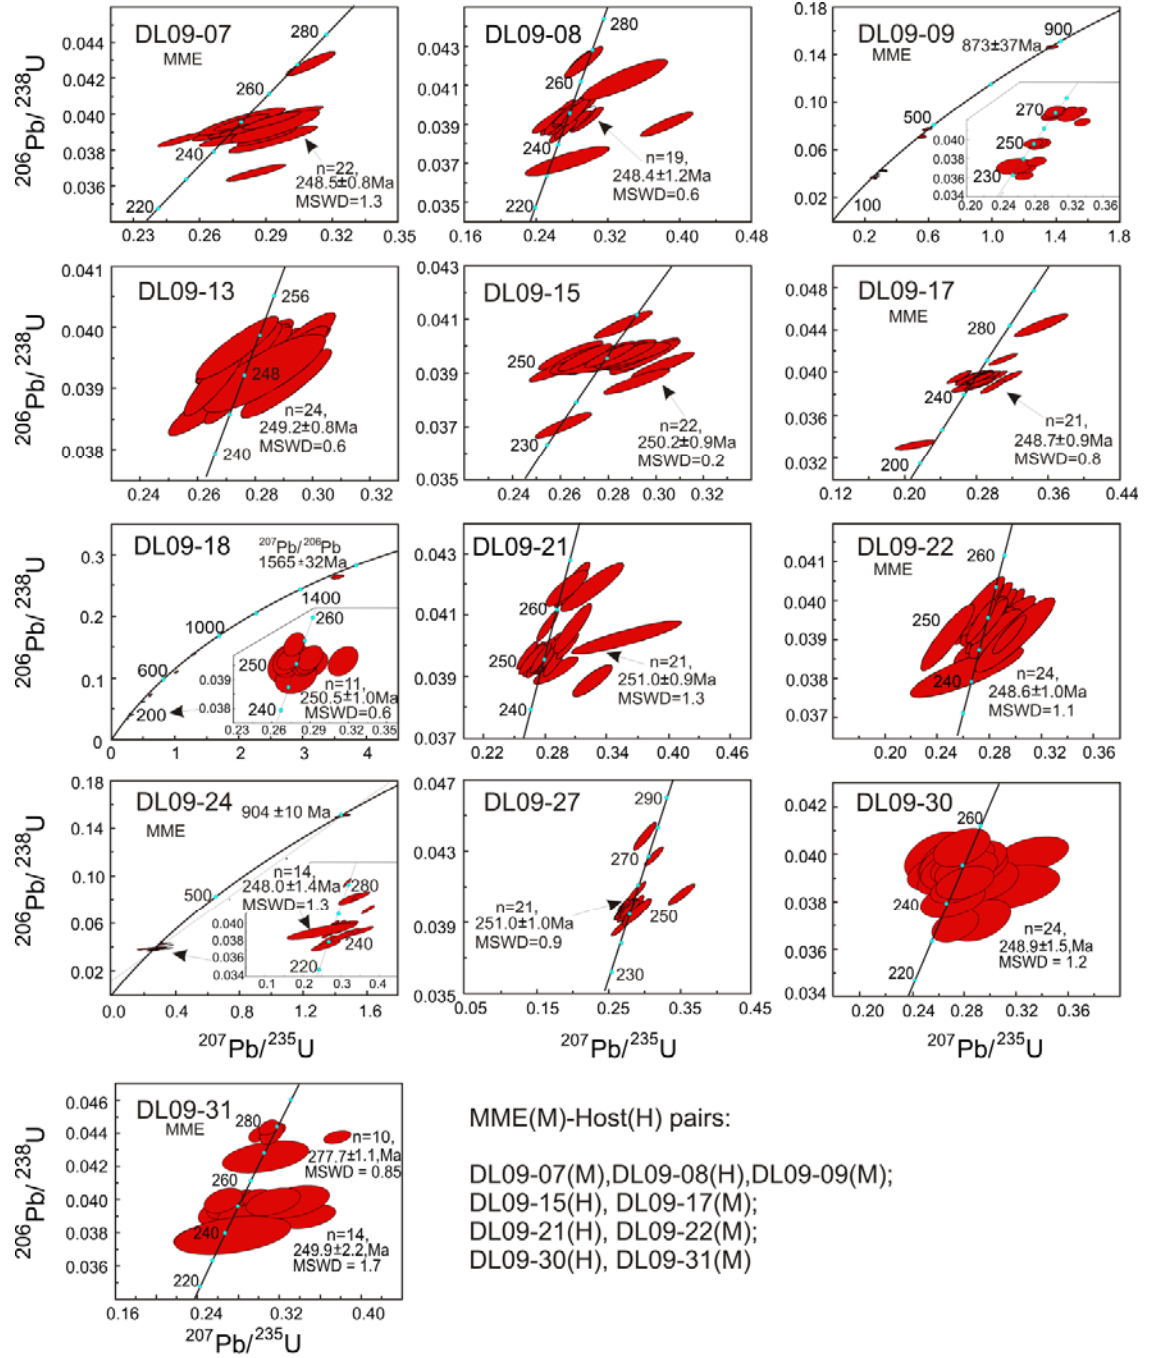 DL09-07
MME
206Pb/238U
0.044
0.042
0.040
0.038
0.036
280
260
240
220
n=22,
248.5±0.8Ma
MSWD=1.3
0.23 0.26 0.29 0.32 0.35
DL09-08
0.043
0.041
0.039
0.037
0.035
280
260
240
220
n=19,
248.4±1.2Ma
MSWD=0.6
0.16 0.24 0.32 0.40 0.48
DL09-09
MME
0.18
0.14
0.10
0.06
0.02
900
873±37Ma
500
100
270
250
230
0.040
0.038
0.036
0.034
0.20 0.24 0.28 0.32 0.36
0.2 0.6 1.0 1.4 1.8
DL09-13
206Pb/238U
0.041
0.040
0.039
0.038
256
248
240
n=24,
249.2±0.8Ma
MSWD=0.6
0.24 0.26 0.28 0.30 0.32
DL09-15
0.043
0.041
0.039
0.037
0.035
250
230
n=22,
250.2±0.9Ma
MSWD=0.2
0.24 0.26 0.28 0.30 0.32
DL09-17
MME
0.048
0.044
0.040
0.036
0.032
280
240
200
n=21,
248.7±0.9Ma
MSWD=0.8
0.12 0.20 0.28 0.36 0.44
DL09-18
206Pb/238U
0.3
0.2
0.1
0
207Pb/206Pb
1565±32Ma
1400
1000
600
200
260
250
240
0.039
0.038
n=11,
250.5±1.0Ma
MSWD=0.6
0.23 0.26 0.29 0.32 0.35
0 1 2 3 4
DL09-21
0.043
0.041
0.039
0.037
260
250
240
n=21,
251.0±0.9Ma
MSWD=1.3
0.22 0.28 0.34 0.40 0.46
DL09-22
MME
0.041
0.040
0.039
0.038
0.037
260
250
240
n=24,
248.6±1.0Ma
MSWD=1.1
0.20 0.24 0.28 0.32 0.36
DL09-24
MME
206Pb/238U
0.18
0.14
0.10
0.06
0.02
904 ±10 Ma
500
n=14,
248.0±1.4Ma
MSWD=1.3
280
240
220
0.040
0.038
0.036
0.034
0.1 0.2 0.3 0.4
0.0 0.4 0.8 1.2 1.6
207Pb/235U
DL09-27
0.047
0.043
0.039
0.035
290
270
250
230
n=21,
251.0±1.0Ma
MSWD=0.9
0.05 0.15 0.25 0.35 0.45
207Pb/235U
DL09-30
0.042
0.040
0.038
0.036
0.034
260
240
220
n=24,
248.9±1.5,Ma
MSWD = 1.2
0.20 0.24 0.28 0.32 0.36
207Pb/235U
DL09-31
MME
206Pb/238U
0.046
0.044
0.042
0.040
0.038
0.036
280
260
240
220
n=10,
277.7±1.1,Ma
MSWD = 0.85
n=14,
249.9±2.2,Ma
MSWD = 1.7
0.16 0.24 0.32 0.40
207Pb/235U
MME(M)-Host(H) pairs:
DL09-07(M),DL09-08(H),DL09-09(M);
DL09-15(H), DL09-17(M);
DL09-21(H), DL09-22(M);
DL09-30(H), DL09-31(M)